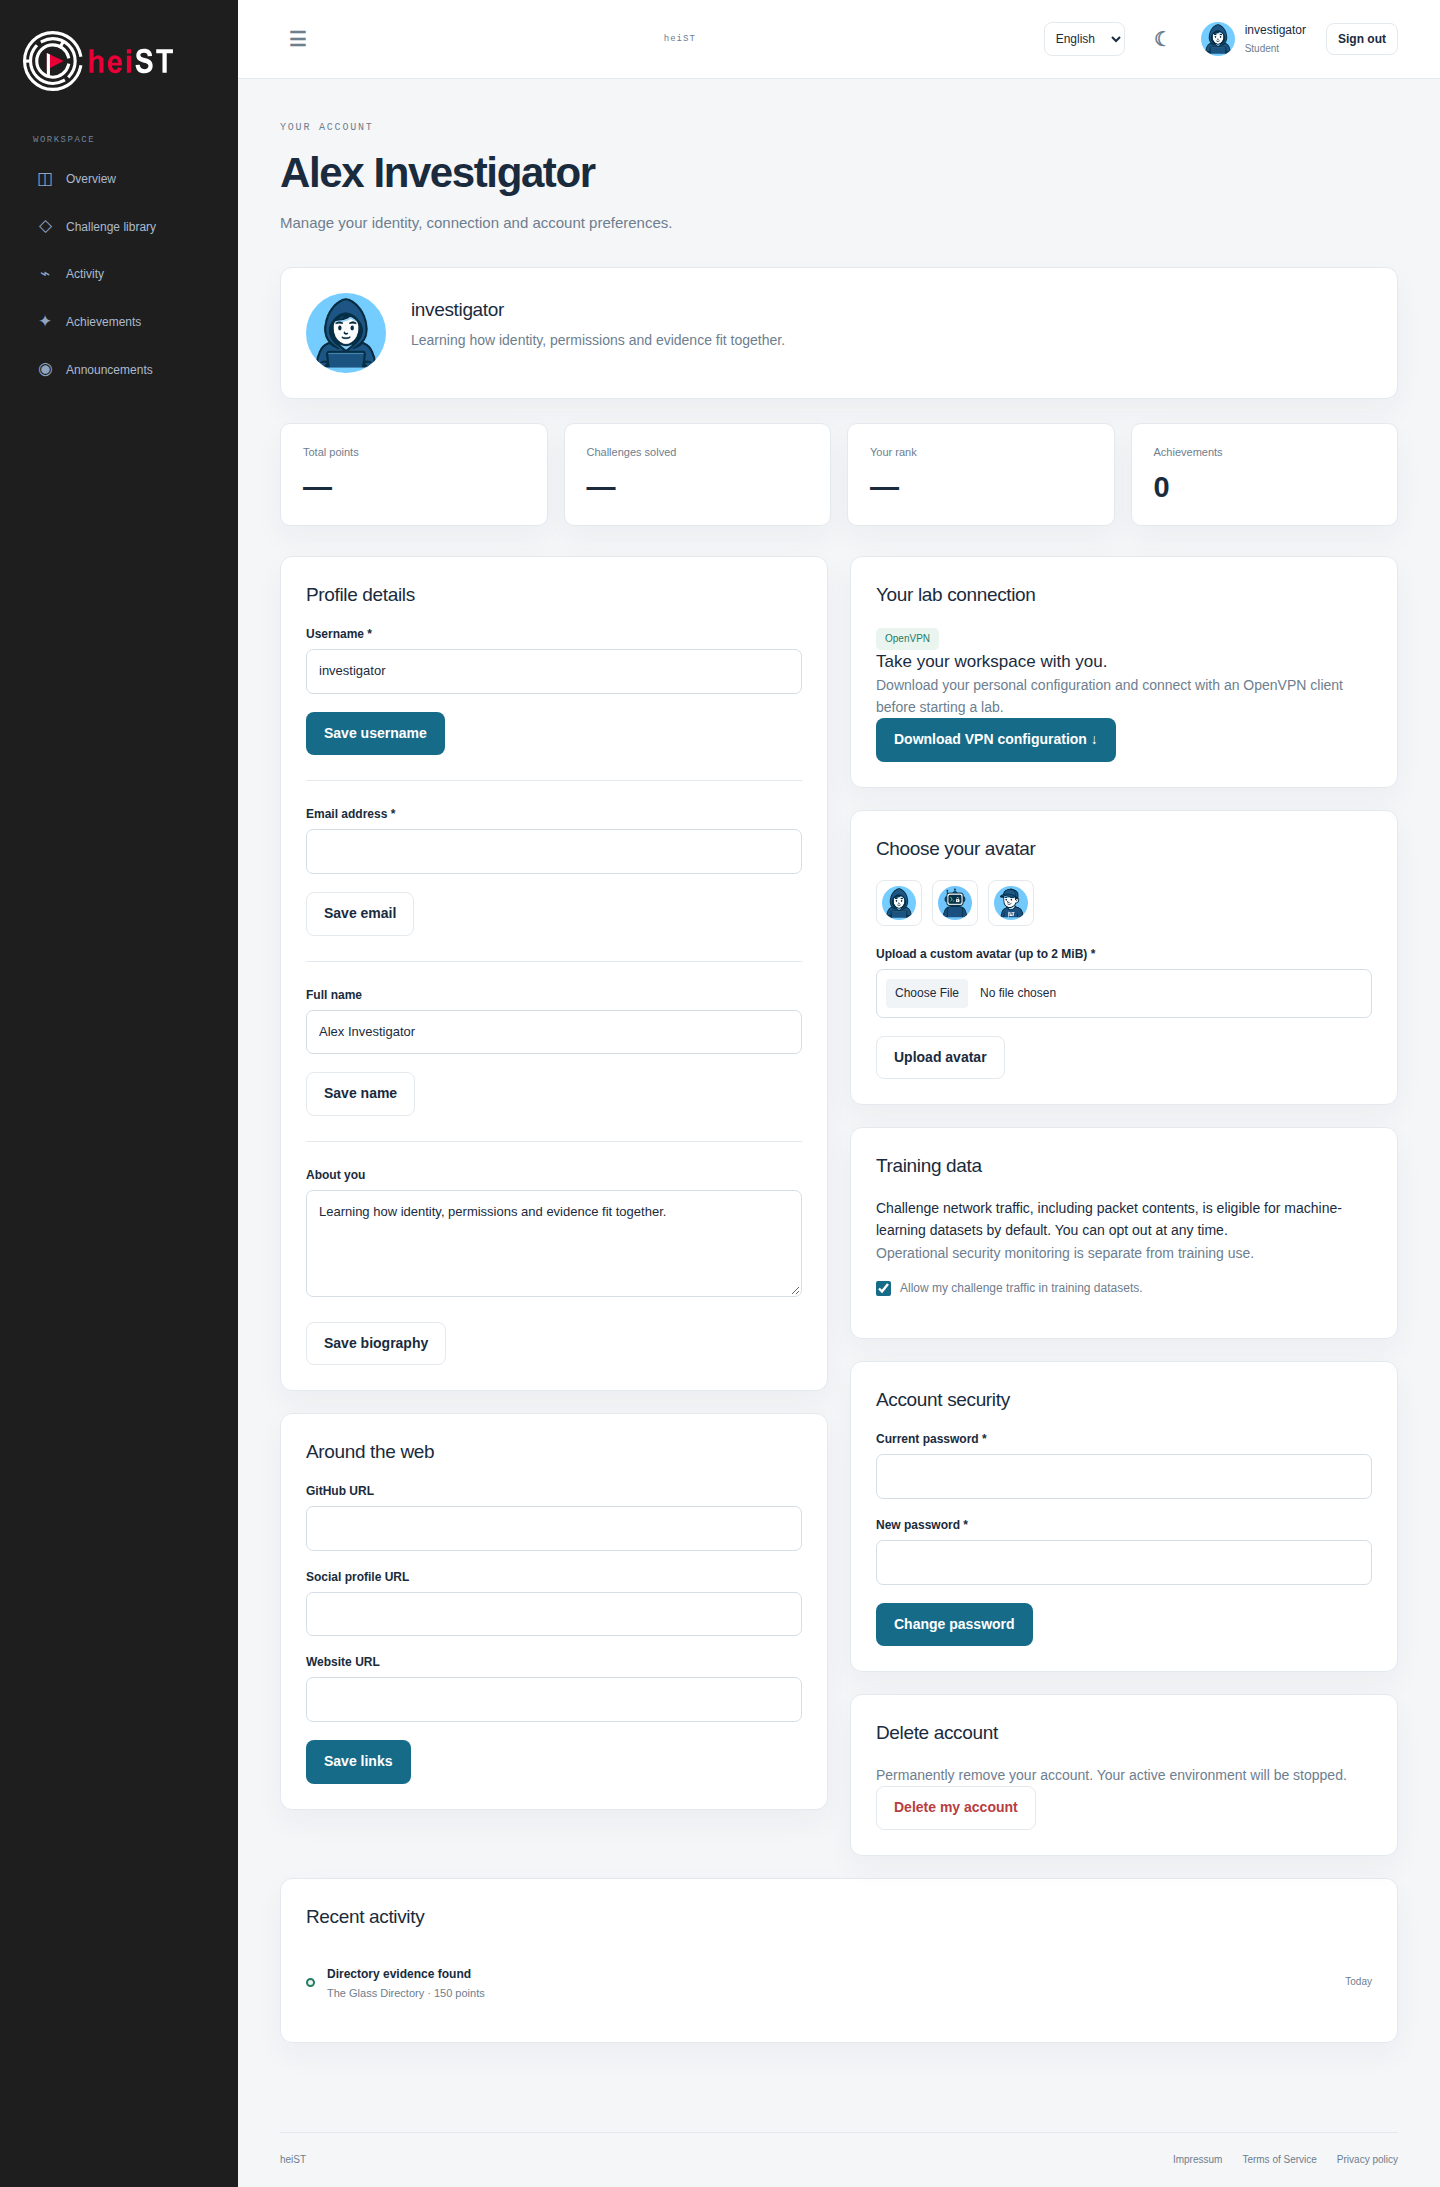 heiST
WORKSPACE
Overview
Challenge library
Activity
Achievements
Announcements
heiST
English
investigator
Student
Sign out
YOUR ACCOUNT
Alex Investigator
Manage your identity, connection and account preferences.
investigator
Learning how identity, permissions and evidence fit together.
Total points
—
Challenges solved
—
Your rank
—
Achievements
0
Profile details
Username *
investigator
Save username
Email address *
Save email
Full name
Alex Investigator
Save name
About you
Learning how identity, permissions and evidence fit together.
Save biography
Around the web
GitHub URL
Social profile URL
Website URL
Save links
Your lab connection
OpenVPN
Take your workspace with you.
Download your personal configuration and connect with an OpenVPN client
before starting a lab.
Download VPN configuration ↓
Choose your avatar
Upload a custom avatar (up to 2 MiB) *
Choose File No file chosen
Upload avatar
Training data
Challenge network traffic, including packet contents, is eligible for machine-
learning datasets by default. You can opt out at any time.
Operational security monitoring is separate from training use.
Allow my challenge traffic in training datasets.
Account security
Current password *
New password *
Change password
Delete account
Permanently remove your account. Your active environment will be stopped.
Delete my account
Recent activity
Directory evidence found
The Glass Directory · 150 points
Today
heiST
Impressum Terms of Service Privacy policy